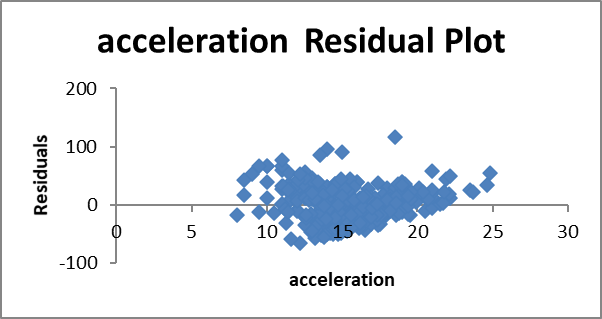 acceleration Residual Plot
200
100
0
-100
0 5 10 15 20 25 30
Residuals
acceleration